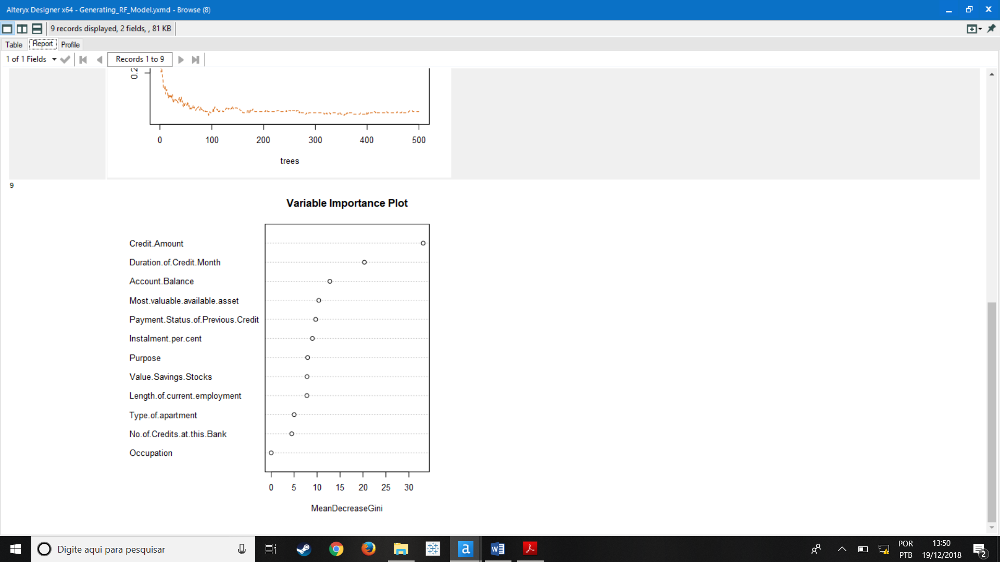 Alteryx Designer x64 - Generating_RF_Model.yxmd - Browse (8)
9 records displayed, 2 fields, , 81 KB
Table Report Profile
1 of 1 Fields Records 1 to 9
0.2
0 100 200 300 400 500
trees
9
Variable Importance Plot
Credit.Amount
Duration.of.Credit.Month
Account.Balance
Most.valuable.available.asset
Payment.Status.of.Previous.Credit
Instalment.per.cent
Purpose
Value.Savings.Stocks
Length.of.current.employment
Type.of.apartment
No.of.Credits.at.this.Bank
Occupation
0 5 10 15 20 25 30
MeanDecreaseGini
Digite aqui para pesquisar
a
W
POR
PTB
13:50
19/12/2018
2